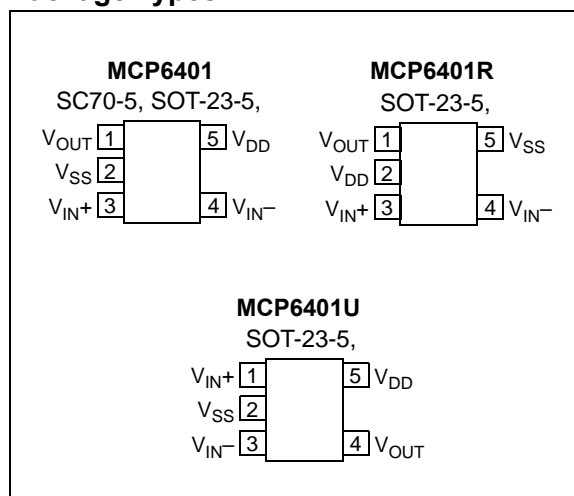 MCP6401
SC70-5, SOT-23-5,
VOUT 1 5 VDD
VSS 2
VIN+ 3 4 VIN–
MCP6401R
SOT-23-5,
VOUT 1 5 VSS
VDD 2
VIN+ 3 4 VIN–
MCP6401U
SOT-23-5,
VIN+ 1 5 VDD
VSS 2
VIN– 3 4 VOUT